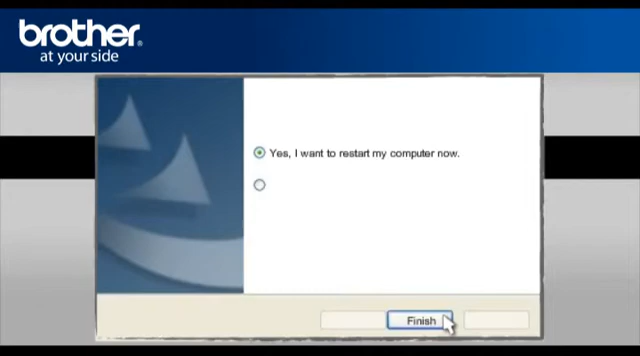 brother
at your side
Yes, I want to restart my computer now.
Finish